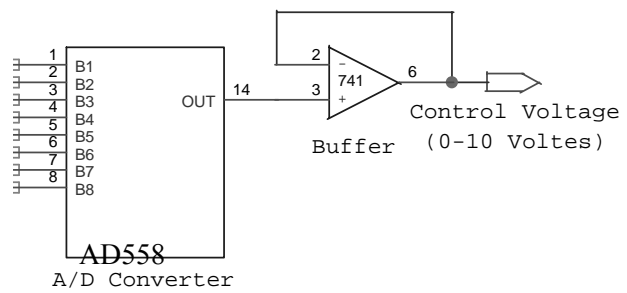 1 B1
2 B2
3 B3
4 B4
5 B5
6 B6
7 B7
8 B8
OUT 14
2 −
741
3 +
6
Buffer
Control Voltage
(0-10 Voltes)
AD558
A/D Converter